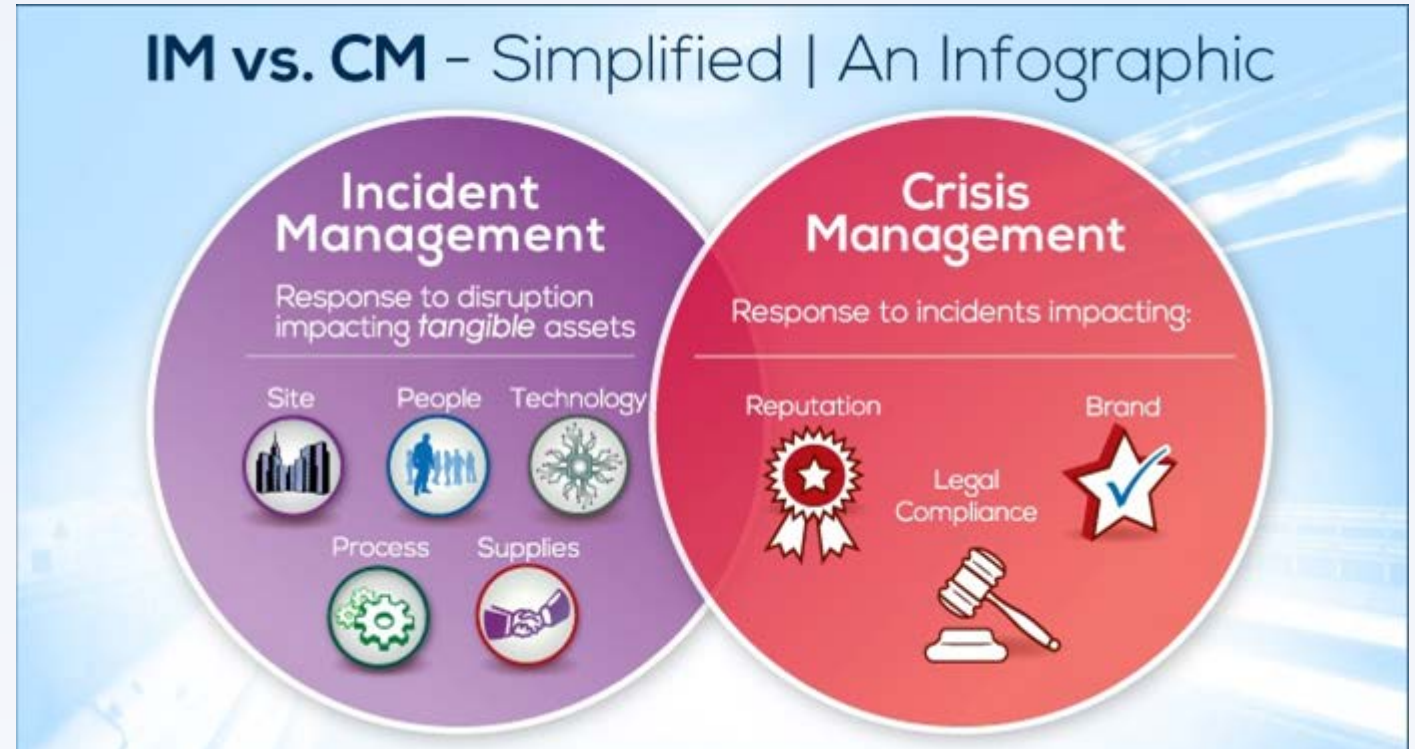 IM vs. CM - Simplified | An Infographic
Incident
Management
Response to disruption
impacting tangible assets
Site
People
Technology
Process
Supplies
Crisis
Management
Response to incidents impacting:
Reputation
Brand
Legal
Compliance